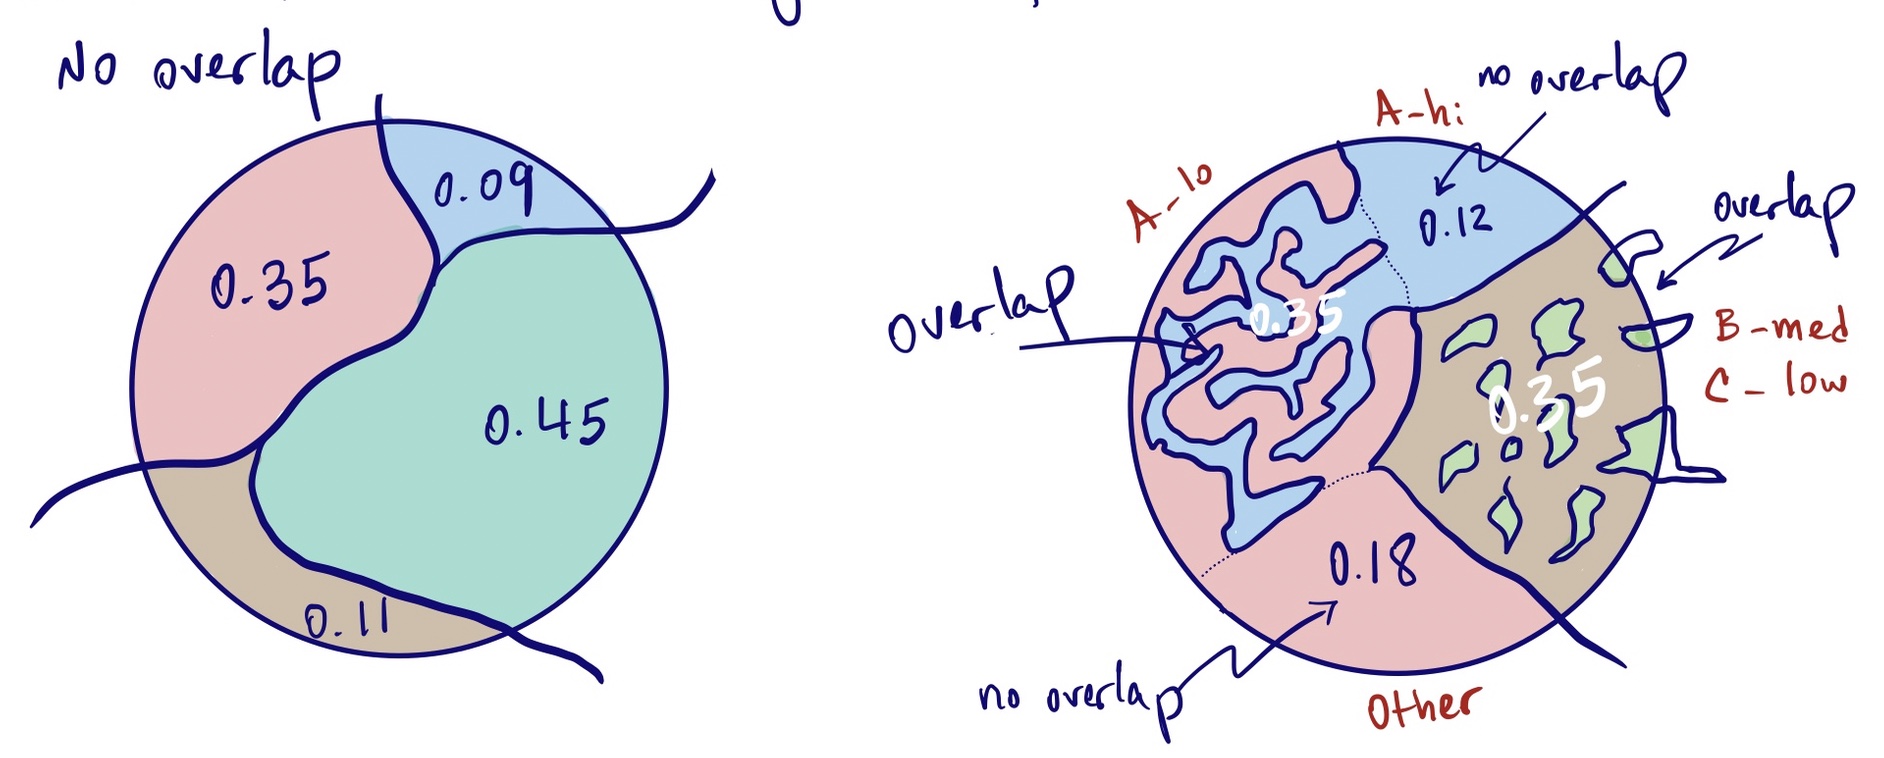 No overlap
0.09
0.35
0.45
0.11
no overlap
A-hi
A-lo
0.12
overlap
overlap
0.35
B-med
C-low
0.35
0.18
no overlap
Other